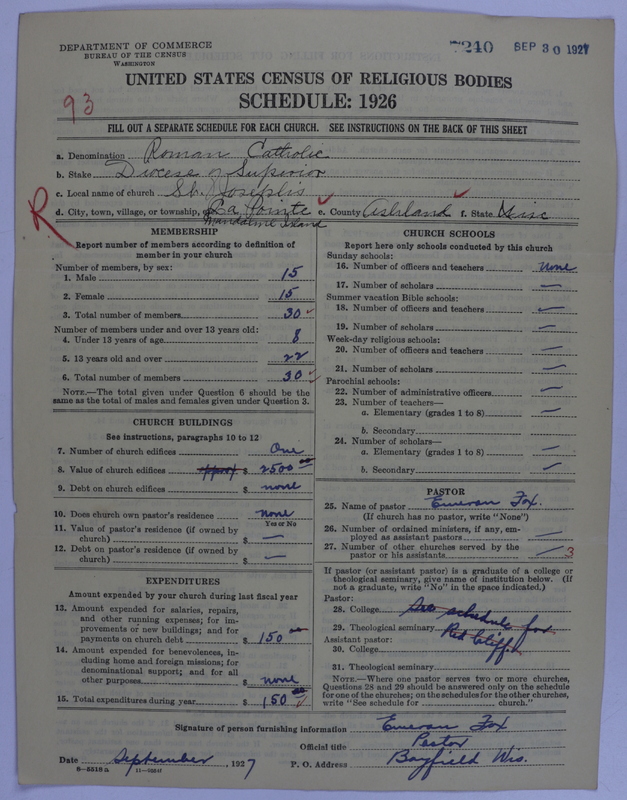 DEPARTMENT OF COMMERCE
BUREAU OF THE CENSUS
WASHINGTON
240 SEP 30 1927
UNITED STATES CENSUS OF RELIGIOUS BODIES
SCHEDULE: 1926
93
FILL OUT A SEPARATE SCHEDULE FOR EACH CHURCH. SEE INSTRUCTIONS ON THE BACK OF THIS SHEET
a. Denomination Roman Catholic
b. Stake Diocese of Superior
c. Local name of church St. Joseph's
d. City, town, village, or township, or La Pointe e. County Ashland f. State Wisc
R
Mandaline Island
MEMBERSHIP
Report number of members according to definition of
member in your church
Number of members, by sex:
1. Male 15
2. Female 15
3. Total number of members 30
Number of members under and over 13 years old:
4. Under 13 years of age 8
5. 13 years old and over 22
6. Total number of members 30
NOTE.—The total given under Question 6 should be
same as the total of males and females given under Question 3.
CHURCH BUILDINGS
See instructions, paragraphs 10 to 12
7. Number of church edifices One
8. Value of church edifices $ 2500 00
9. Debt on church edifices $ none
10. Does church own pastor's residence none
Yes or No
11. Value of pastor's residence (if owned by
church) $ —
12. Debt on pastor's residence (if owned by
church) $ —
EXPENDITURES
Amount expended by your church during last fiscal year
13. Amount expended for salaries, repairs,
and other running expenses; for im-
provements or new buildings; and for
payments on church debt $ 150
14. Amount expended for benevolences, in-
cluding home and foreign missions; for
denominational support; and for all
other purposes $ none
15. Total expenditures during year $ 150
CHURCH SCHOOLS
Report here only schools conducted by this church
Sunday schools:
16. Number of officers and teachers none
17. Number of scholars —
Summer vacation Bible schools:
18. Number of officers and teachers —
19. Number of scholars —
Week-day religious schools:
20. Number of officers and teachers —
21. Number of scholars —
Parochial schools:
22. Number of administrative officers —
23. Number of teachers—
a. Elementary (grades 1 to 8) —
b. Secondary
24. Number of scholars—
a. Elementary (grades 1 to 8) —
b. Secondary —
PASTOR
25. Name of pastor Emeran Fox.
(If church has no pastor, write "None")
26. Number of ordained ministers, if any, em-
ployed as assistant pastors —
27. Number of other churches served by the
pastor or his assistants — 3
If pastor (or assistant pastor) is a graduate of a college or
theological seminary, give name of institution below. (If
not a graduate, write "No" in the space indicated.)
Pastor:
28. College See schedule for
29. Theological seminary Red Cliff.
Assistant pastor:
30. College
31. Theological seminary
NOTE.—Where one pastor serves two or more churches,
Questions 28 and 29 should be answered only on the schedule
for one of the churches; on the schedules for the other churches,
write "See schedule for church."
Signature of person furnishing information Emeran Fox
Official title Pastor
Date September, 1927 P. O. Address Bayfield Wis.
8—5518a